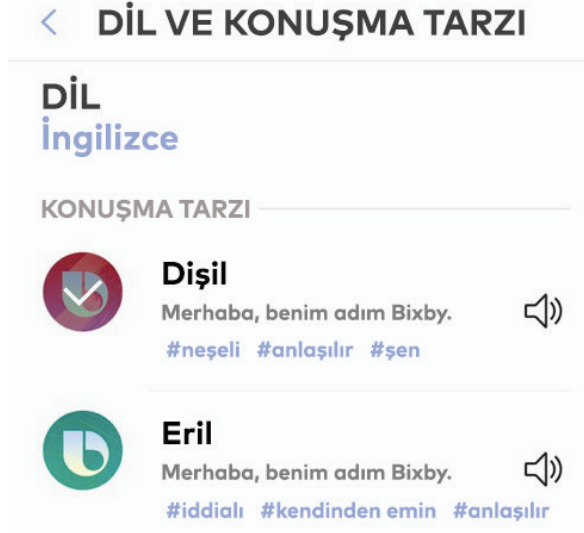 DİL VE KONUŞMA TARZI
DİL
İngilizce
KONUŞMA TARZI
Dişil
Merhaba, benim adım Bixby.
#neşeli #anlaşılır #şen
Eril
Merhaba, benim adım Bixby.
#iddialı #kendinden emin #anlaşılır